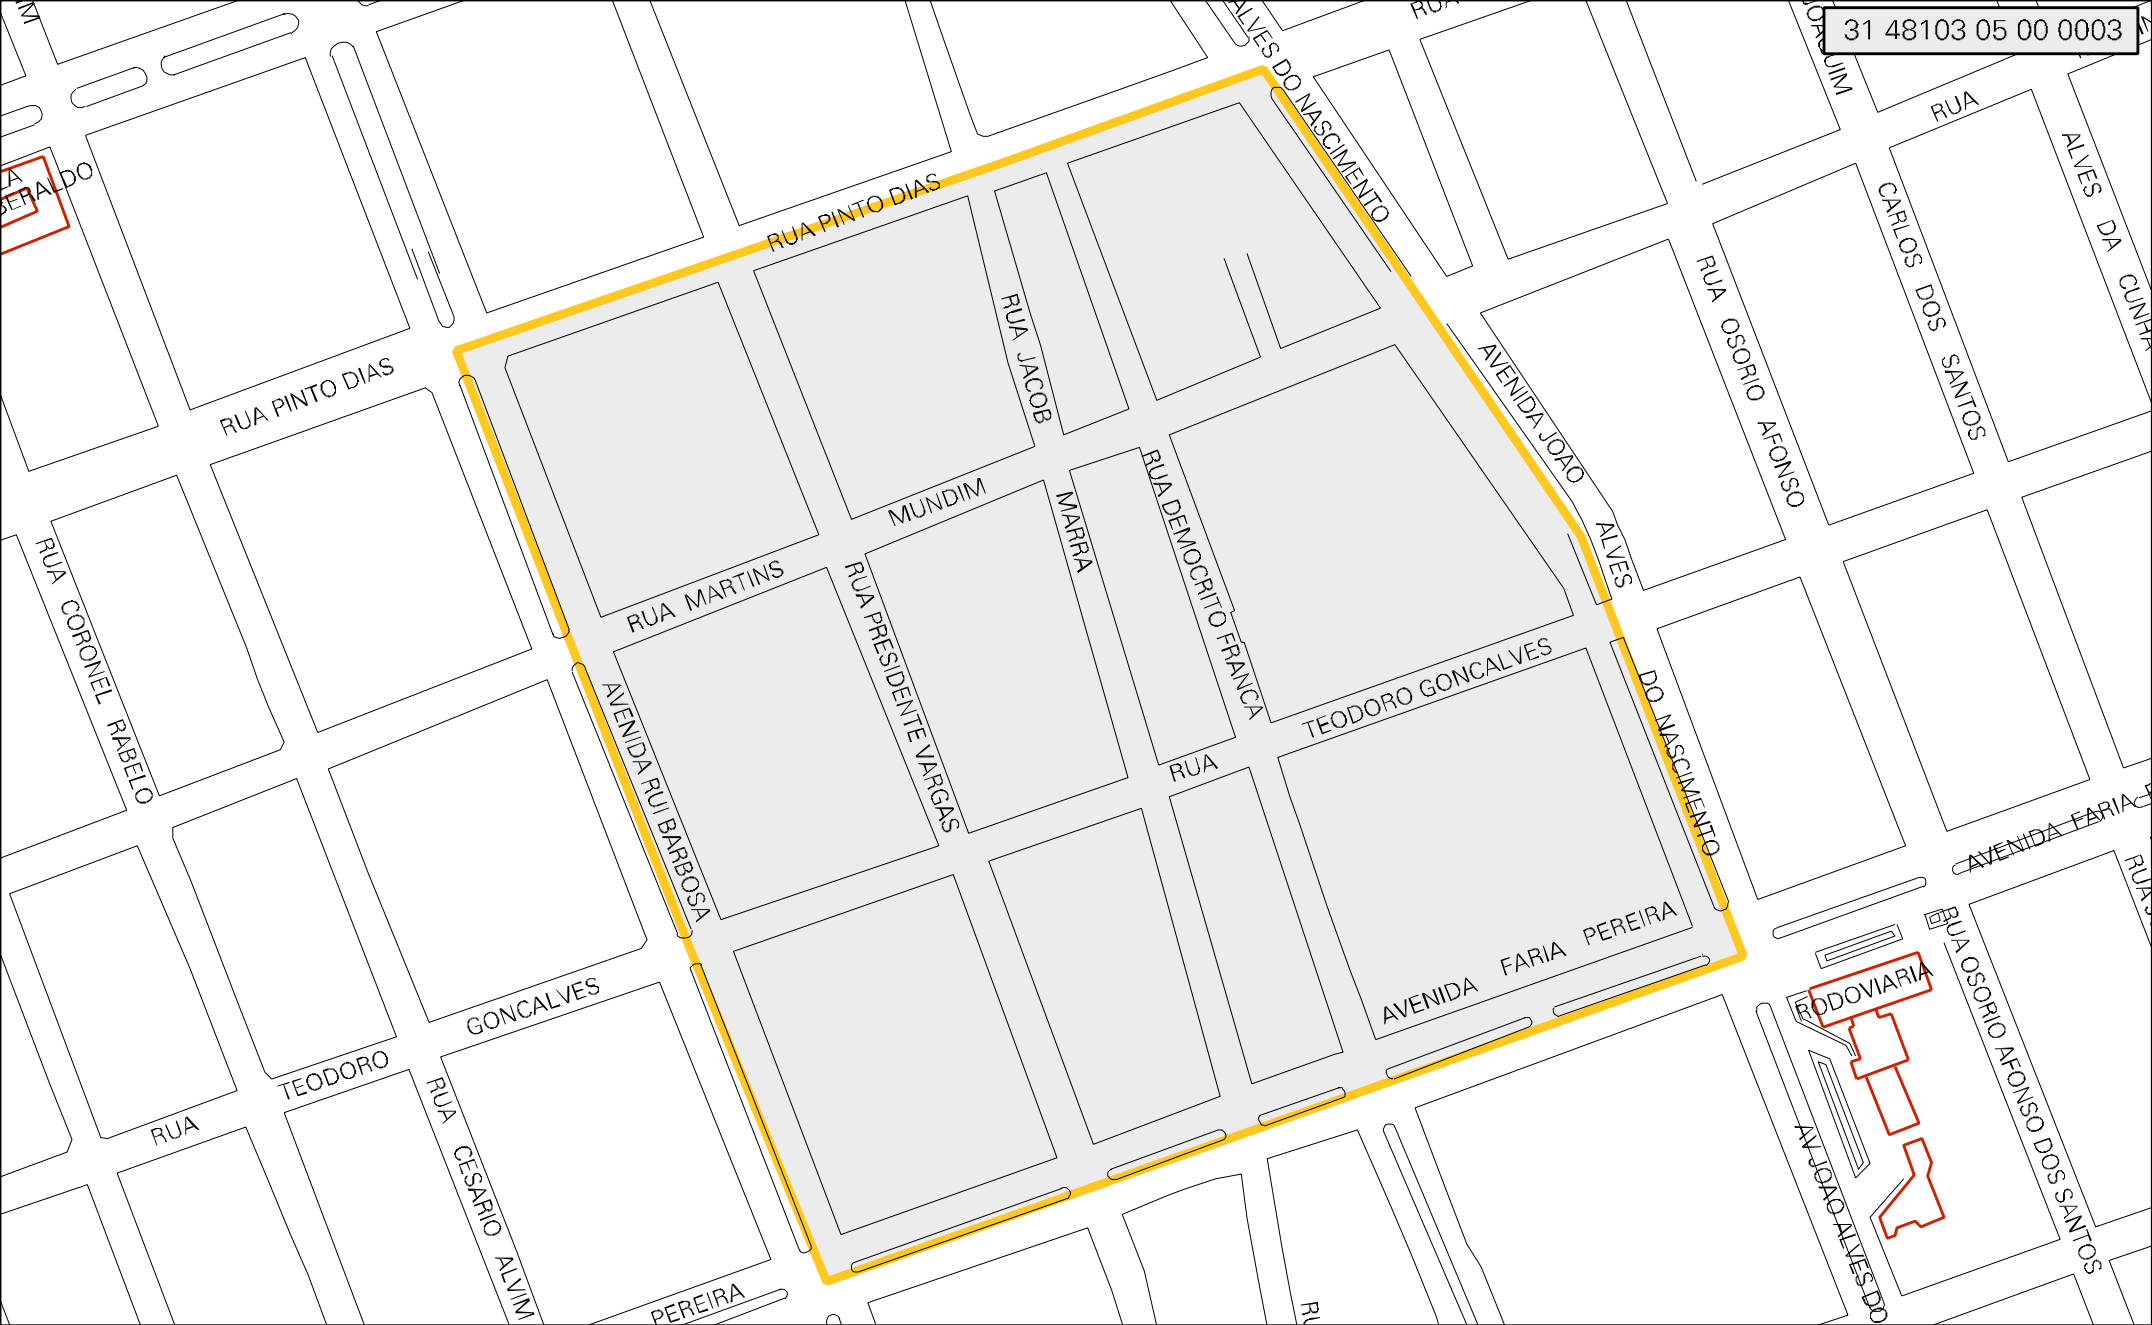 31 48103 05 00 0003
ALVES DO NASCIMENTO
RUA
RUA
ALVES DA CUNHA
CARLOS DOS SANTOS
RUA OSORIO AFONSO
RUA PINTO DIAS
RUA PINTO DIAS
RUA JACOB
MARRA
AVENIDA JOAO
ALVES
DO NASCIMENTO
RUA MARTINS
MUNDIM
RUA DEMOCRITO FRANCA
RUA PRESIDENTE VARGAS
RUA CORONEL RABELO
AVENIDA RUI BARBOSA
RUA
TEODORO GONCALVES
AVENIDA FARIA
AVENIDA FARIA PEREIRA
RODOVIARIA
RUA OSORIO AFONSO DOS SANTOS
AV JOAO ALVES DO
GONCALVES
TEODORO
RUA
RUA CESARIO ALVIM
PEREIRA